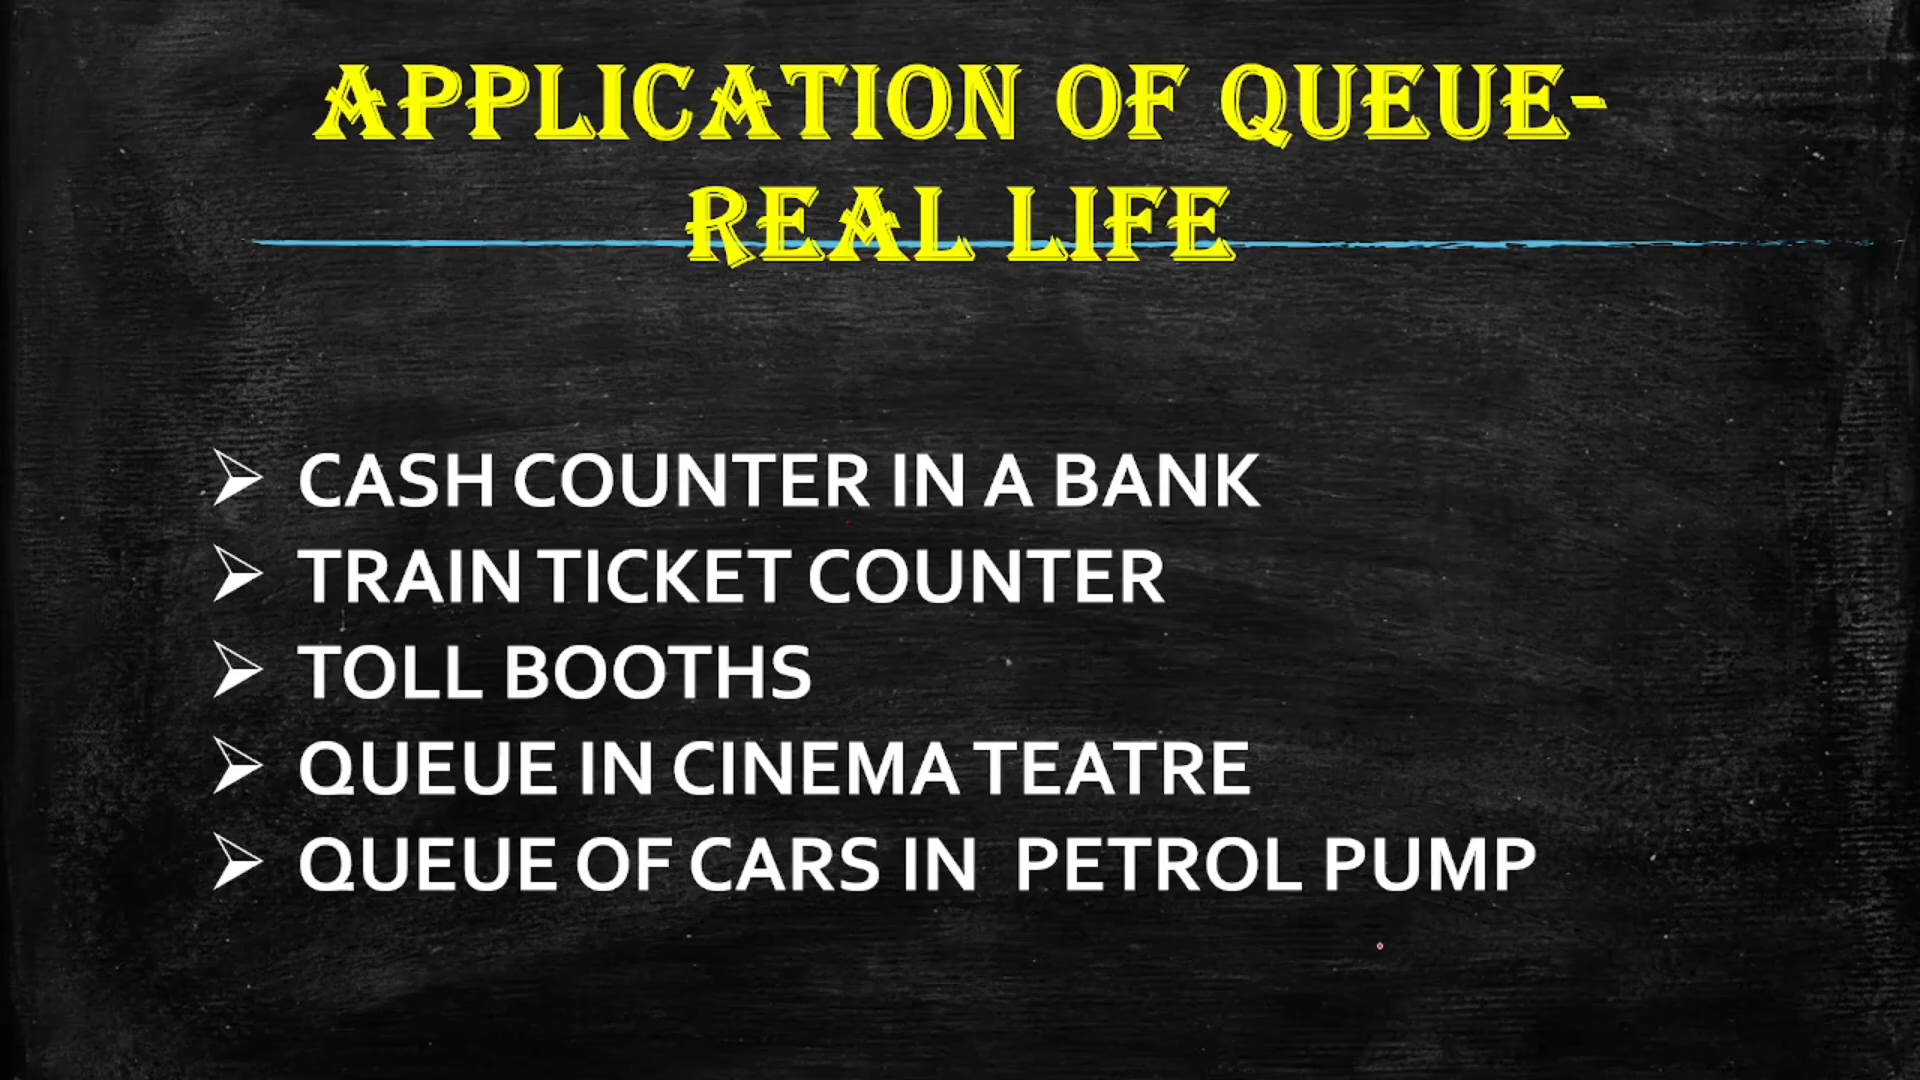 APPLICATION OF QUEUE-
REAL LIFE
CASH COUNTER IN A BANK
TRAIN TICKET COUNTER
TOLL BOOTHS
QUEUE IN CINEMA TEATRE
QUEUE OF CARS IN PETROL PUMP